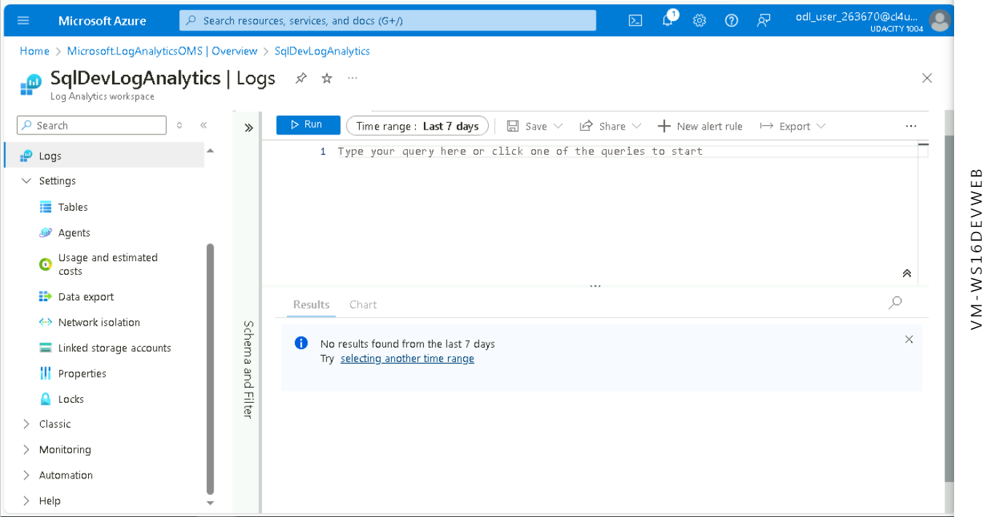 Microsoft Azure
Search resources, services, and docs (G+/)
1
odl_user_263670@cl4u...
UDACITY 1004
Home > Microsoft.LogAnalyticsOMS | Overview > SqlDevLogAnalytics
SqlDevLogAnalytics | Logs
Log Analytics workspace
Search
Run
Time range : Last 7 days
Save
Share
New alert rule
Export
Logs
Settings
Tables
Agents
Usage and estimated
costs
Data export
Network isolation
Linked storage accounts
Properties
Locks
Classic
Monitoring
Automation
Help
Schema and Filter
1 Type your query here or click one of the queries to start
Results Chart
No results found from the last 7 days
Try selecting another time range
VM-WS16DEVWEB